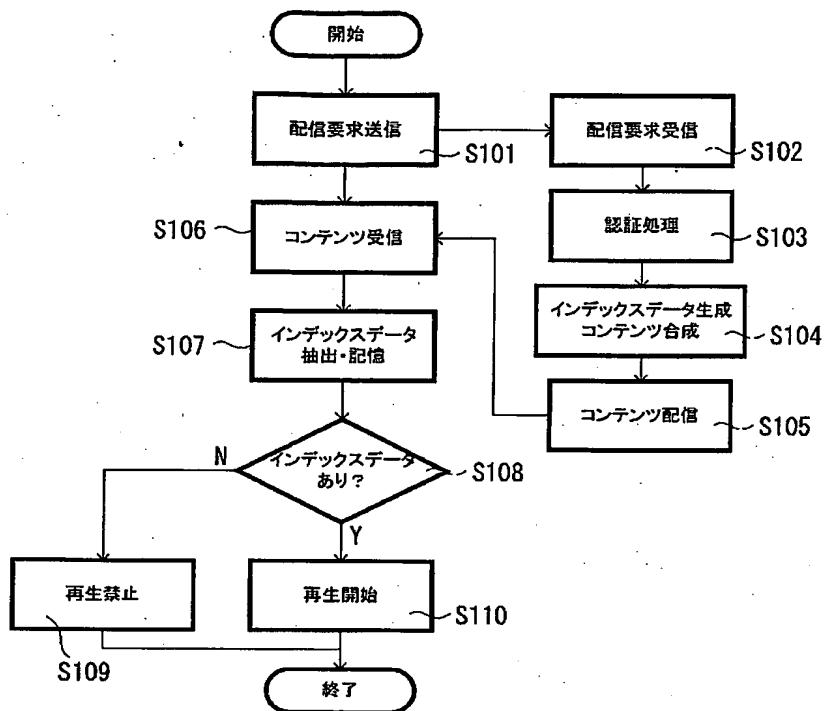 開始
配信要求送信
S101
配信要求受信
S102
S106
コンテンツ受信
認証処理
S103
インデックスデータ生成
コンテンツ合成
S104
S107
インデックスデータ
抽出・記憶
コンテンツ配信
S105
N
インデックスデータ
あり?
S108
Y
再生禁止
S109
再生開始
S110
終了